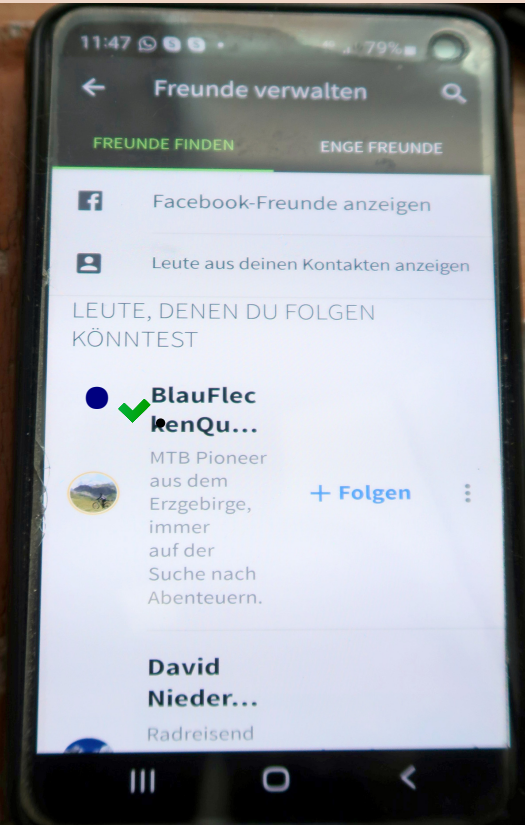 11:47 79%
Freunde verwalten
FREUNDE FINDEN ENGE FREUNDE
Facebook-Freunde anzeigen
Leute aus deinen Kontakten anzeigen
LEUTE, DENEN DU FOLGEN
KÖNNTEST
BlauFlec
kenQu...
MTB Pioneer
aus dem
Erzgebirge,
immer
auf der
Suche nach
Abenteuern.
+ Folgen
David
Nieder...
Radreisend